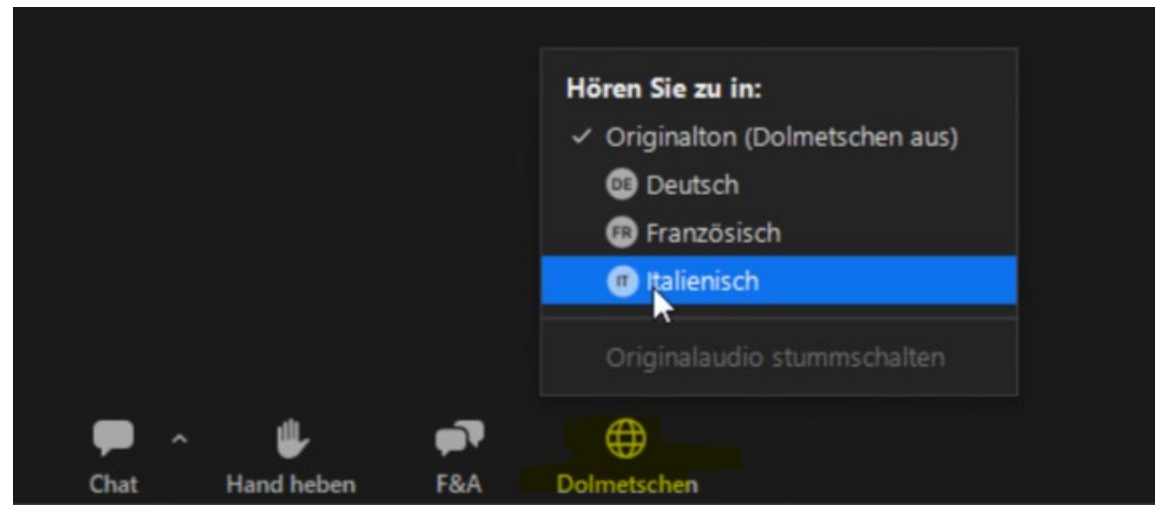 Hören Sie zu in:
Originalton (Dolmetschen aus)
DE Deutsch
FR Französisch
IT Italienisch
Originalaudio stummschalten
Chat Hand heben F&A Dolmetschen